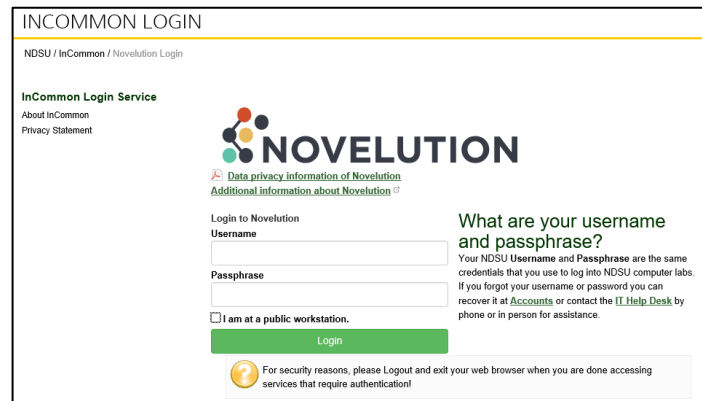 INCOMMON LOGIN
NDSU / InCommon / Novelution Login
InCommon Login Service
About InCommon
Privacy Statement
NOVELUTION
Data privacy information of Novelution
Additional information about Novelution
Login to Novelution
Username
Passphrase
I am at a public workstation.
Login
What are your username
and passphrase?
Your NDSU Username and Passphrase are the same
credentials that you use to log into NDSU computer labs.
If you forgot your username or password you can
recover it at Accounts or contact the IT Help Desk by
phone or in person for assistance.
For security reasons, please Logout and exit your web browser when you are done accessing
services that require authentication!